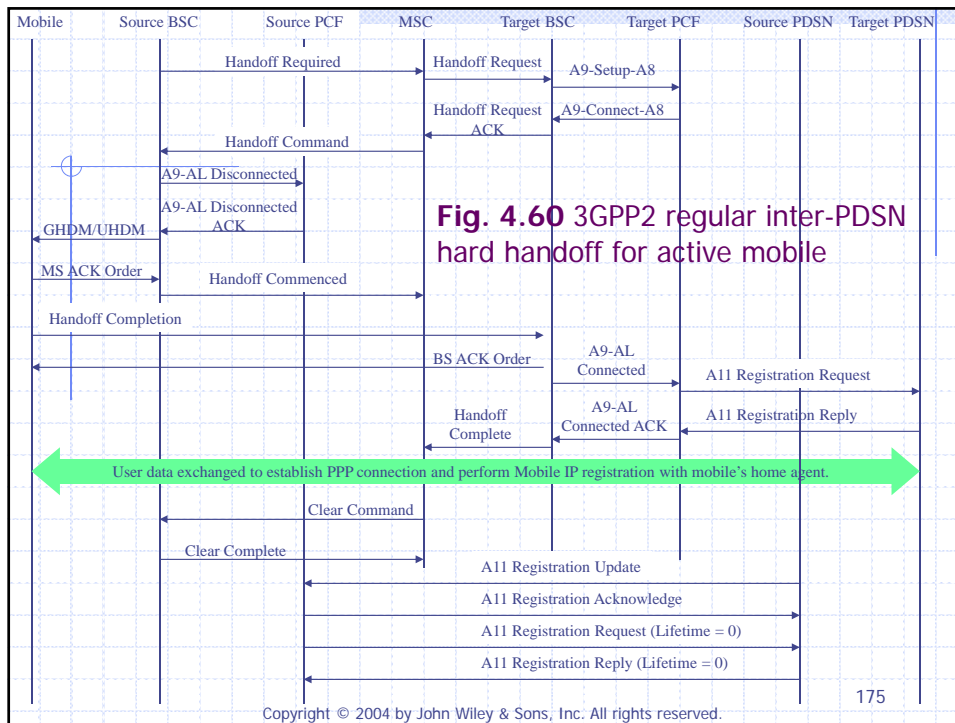 Mobile Source BSC Source PCF MSC Target BSC Target PCF Source PDSN Target PDSN
Handoff Required
Handoff Request
A9-Setup-A8
A9-Connect-A8
Handoff Request
ACK
Handoff Command
A9-AL Disconnected
A9-AL Disconnected
ACK
GHDM/UHDM
Fig. 4.60 3GPP2 regular inter-PDSN
hard handoff for active mobile
MS ACK Order
Handoff Commenced
Handoff Completion
BS ACK Order
A9-AL
Connected
A11 Registration Request
A9-AL
Connected ACK
A11 Registration Reply
Handoff
Complete
User data exchanged to establish PPP connection and perform Mobile IP registration with mobile's home agent.
Clear Command
Clear Complete
A11 Registration Update
A11 Registration Acknowledge
A11 Registration Request (Lifetime = 0)
A11 Registration Reply (Lifetime = 0)
175
Copyright © 2004 by John Wiley & Sons, Inc. All rights reserved.